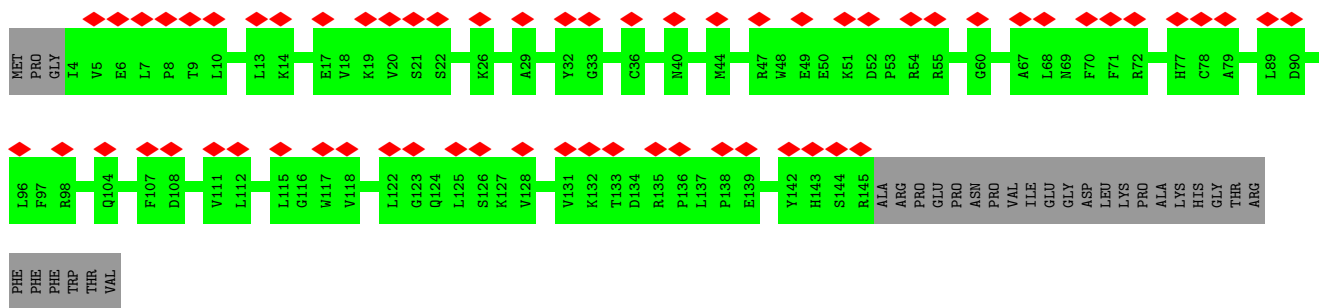 MET PRO GLY I4 V5 E6 L7 P8 T9 L10 L13 K14 E17 V18 K19 V20 S21 S22 K26 A29 Y32 G33 C36 N40 M44 R47 W48 E49 E50 K51 D52 P53 R54 R55 G60 A67 L68 N69 F70 F71 R72 H77 C78 A79 L89 D90
L96 F97 R98 Q104 F107 D108 V111 L112 L115 G116 W117 V118 L122 G123 Q124 L125 S126 K127 V128 V131 K132 T133 D134 R135 P136 L137 P138 E139 Y142 H143 S144 R145 ALA ARG PRO GLU PRO ASN PRO PRO VAL ILE GLU GLY ASP LEU LYS PRO ALA LYS HIS GLY THR ARG
PHE PHE PHE TRP THR VAL